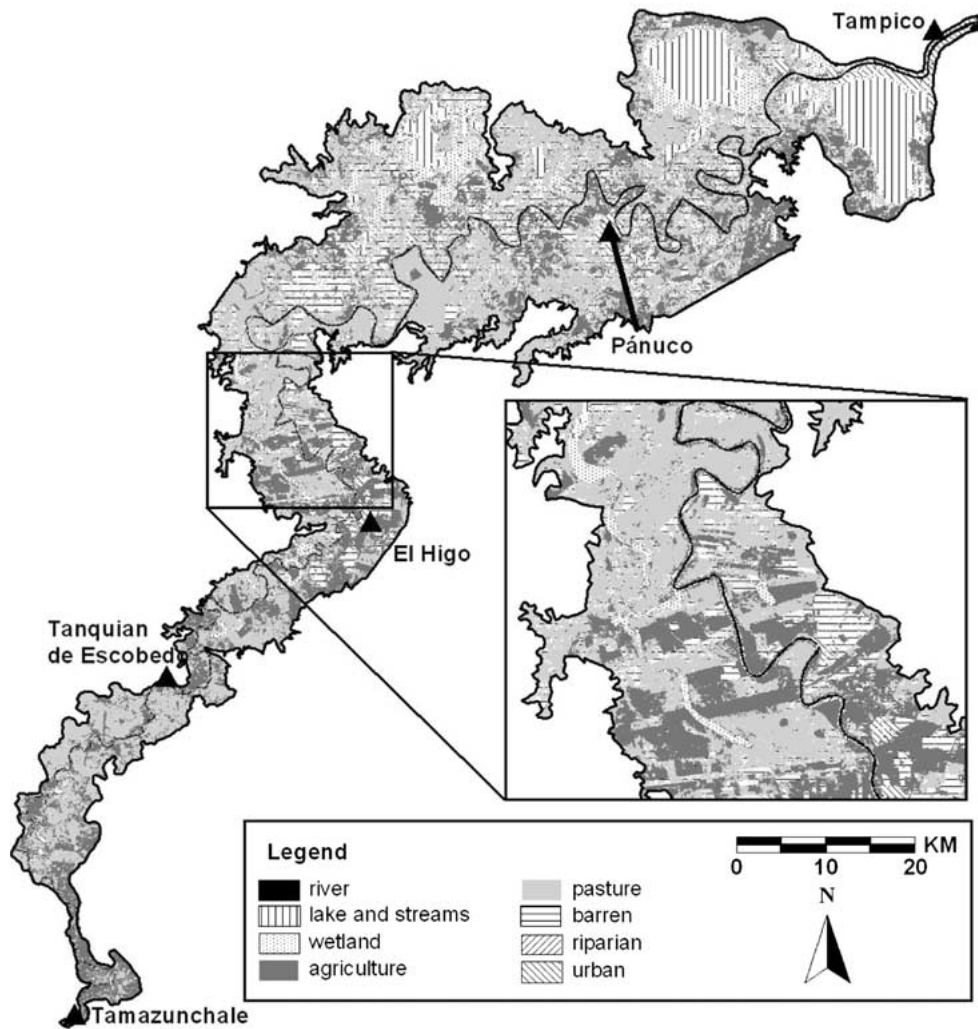 Tampico
Pánuco
El Higo
Tanquian
de Escobedo
Tamazunchale
Legend
river
lake and streams
wetland
agriculture
pasture
barren
riparian
urban
KM
0 10 20
N